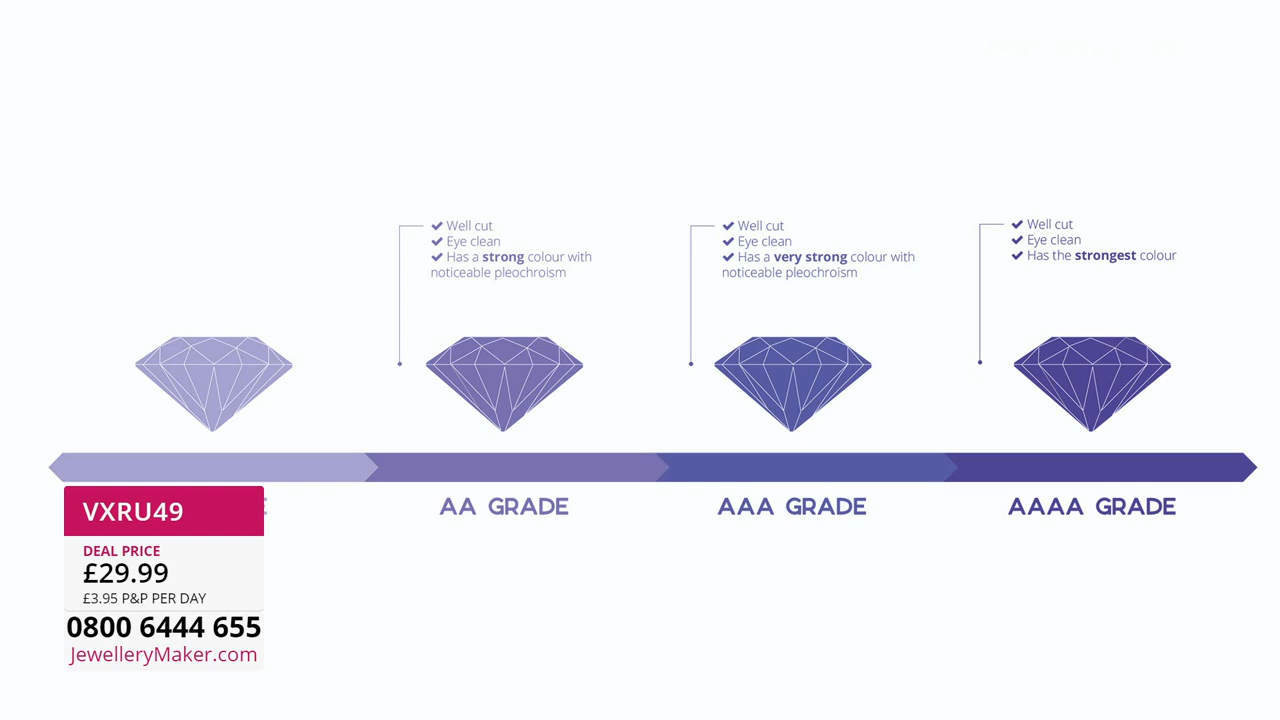 Well cut
Eye clean
Has a strong colour with
noticeable pleochroism
Well cut
Eye clean
Has a very strong colour with
noticeable pleochroism
Well cut
Eye clean
Has the strongest colour
AA GRADE
AAA GRADE
AAAA GRADE
VXRU49
DEAL PRICE
£29.99
£3.95 P&P PER DAY
0800 6444 655
JewelleryMaker.com